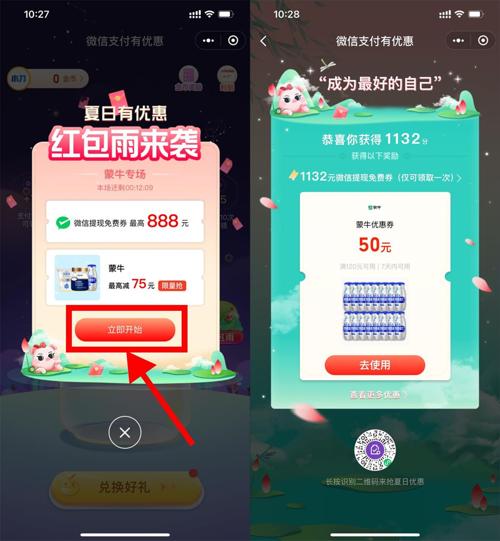 10:27
微信支付有优惠
0 金币
夏日有优惠
红包雨来袭
蒙牛专场
本场还剩00:12:09
微信提现免费券 最高 888 元
蒙牛
最高减 75元 限量抢
立即开始
兑换好礼
10:28
微信支付有优惠
“成为最好的自己”
恭喜你获得 1132 分
获得以下奖励
1132元微信提现免费券（仅可领取一次）
蒙牛
蒙牛优惠券
50元
满120元可用 | 7天内可用
去使用
查看更多优惠
长按识别二维码来抢夏日优惠